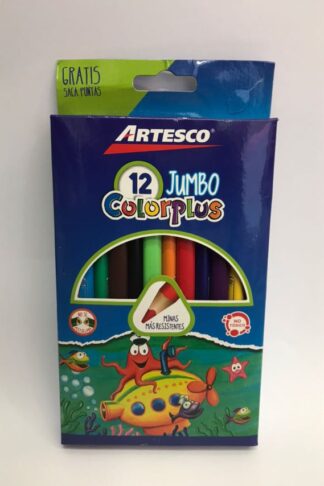 GRATIS
SACA PUNTAS
ARTESCO
12 JUMBO
Colorplus
MINAS
MÁS RESISTENTES
NO
TÓXICO